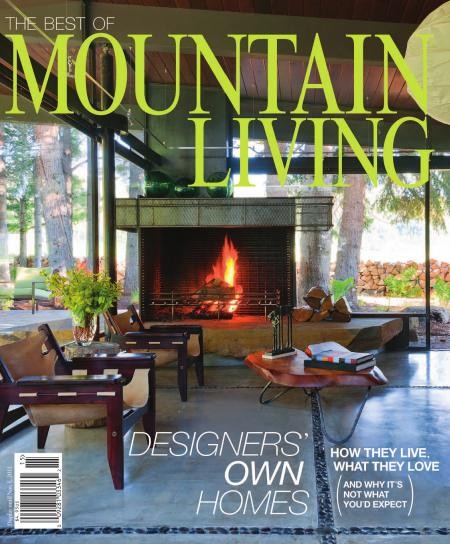 THE BEST OF
MOUNTAIN
LIVING
DESIGNERS'
OWN
HOMES
HOW THEY LIVE,
WHAT THEY LOVE
(AND WHY IT'S
NOT WHAT
YOU'D EXPECT)